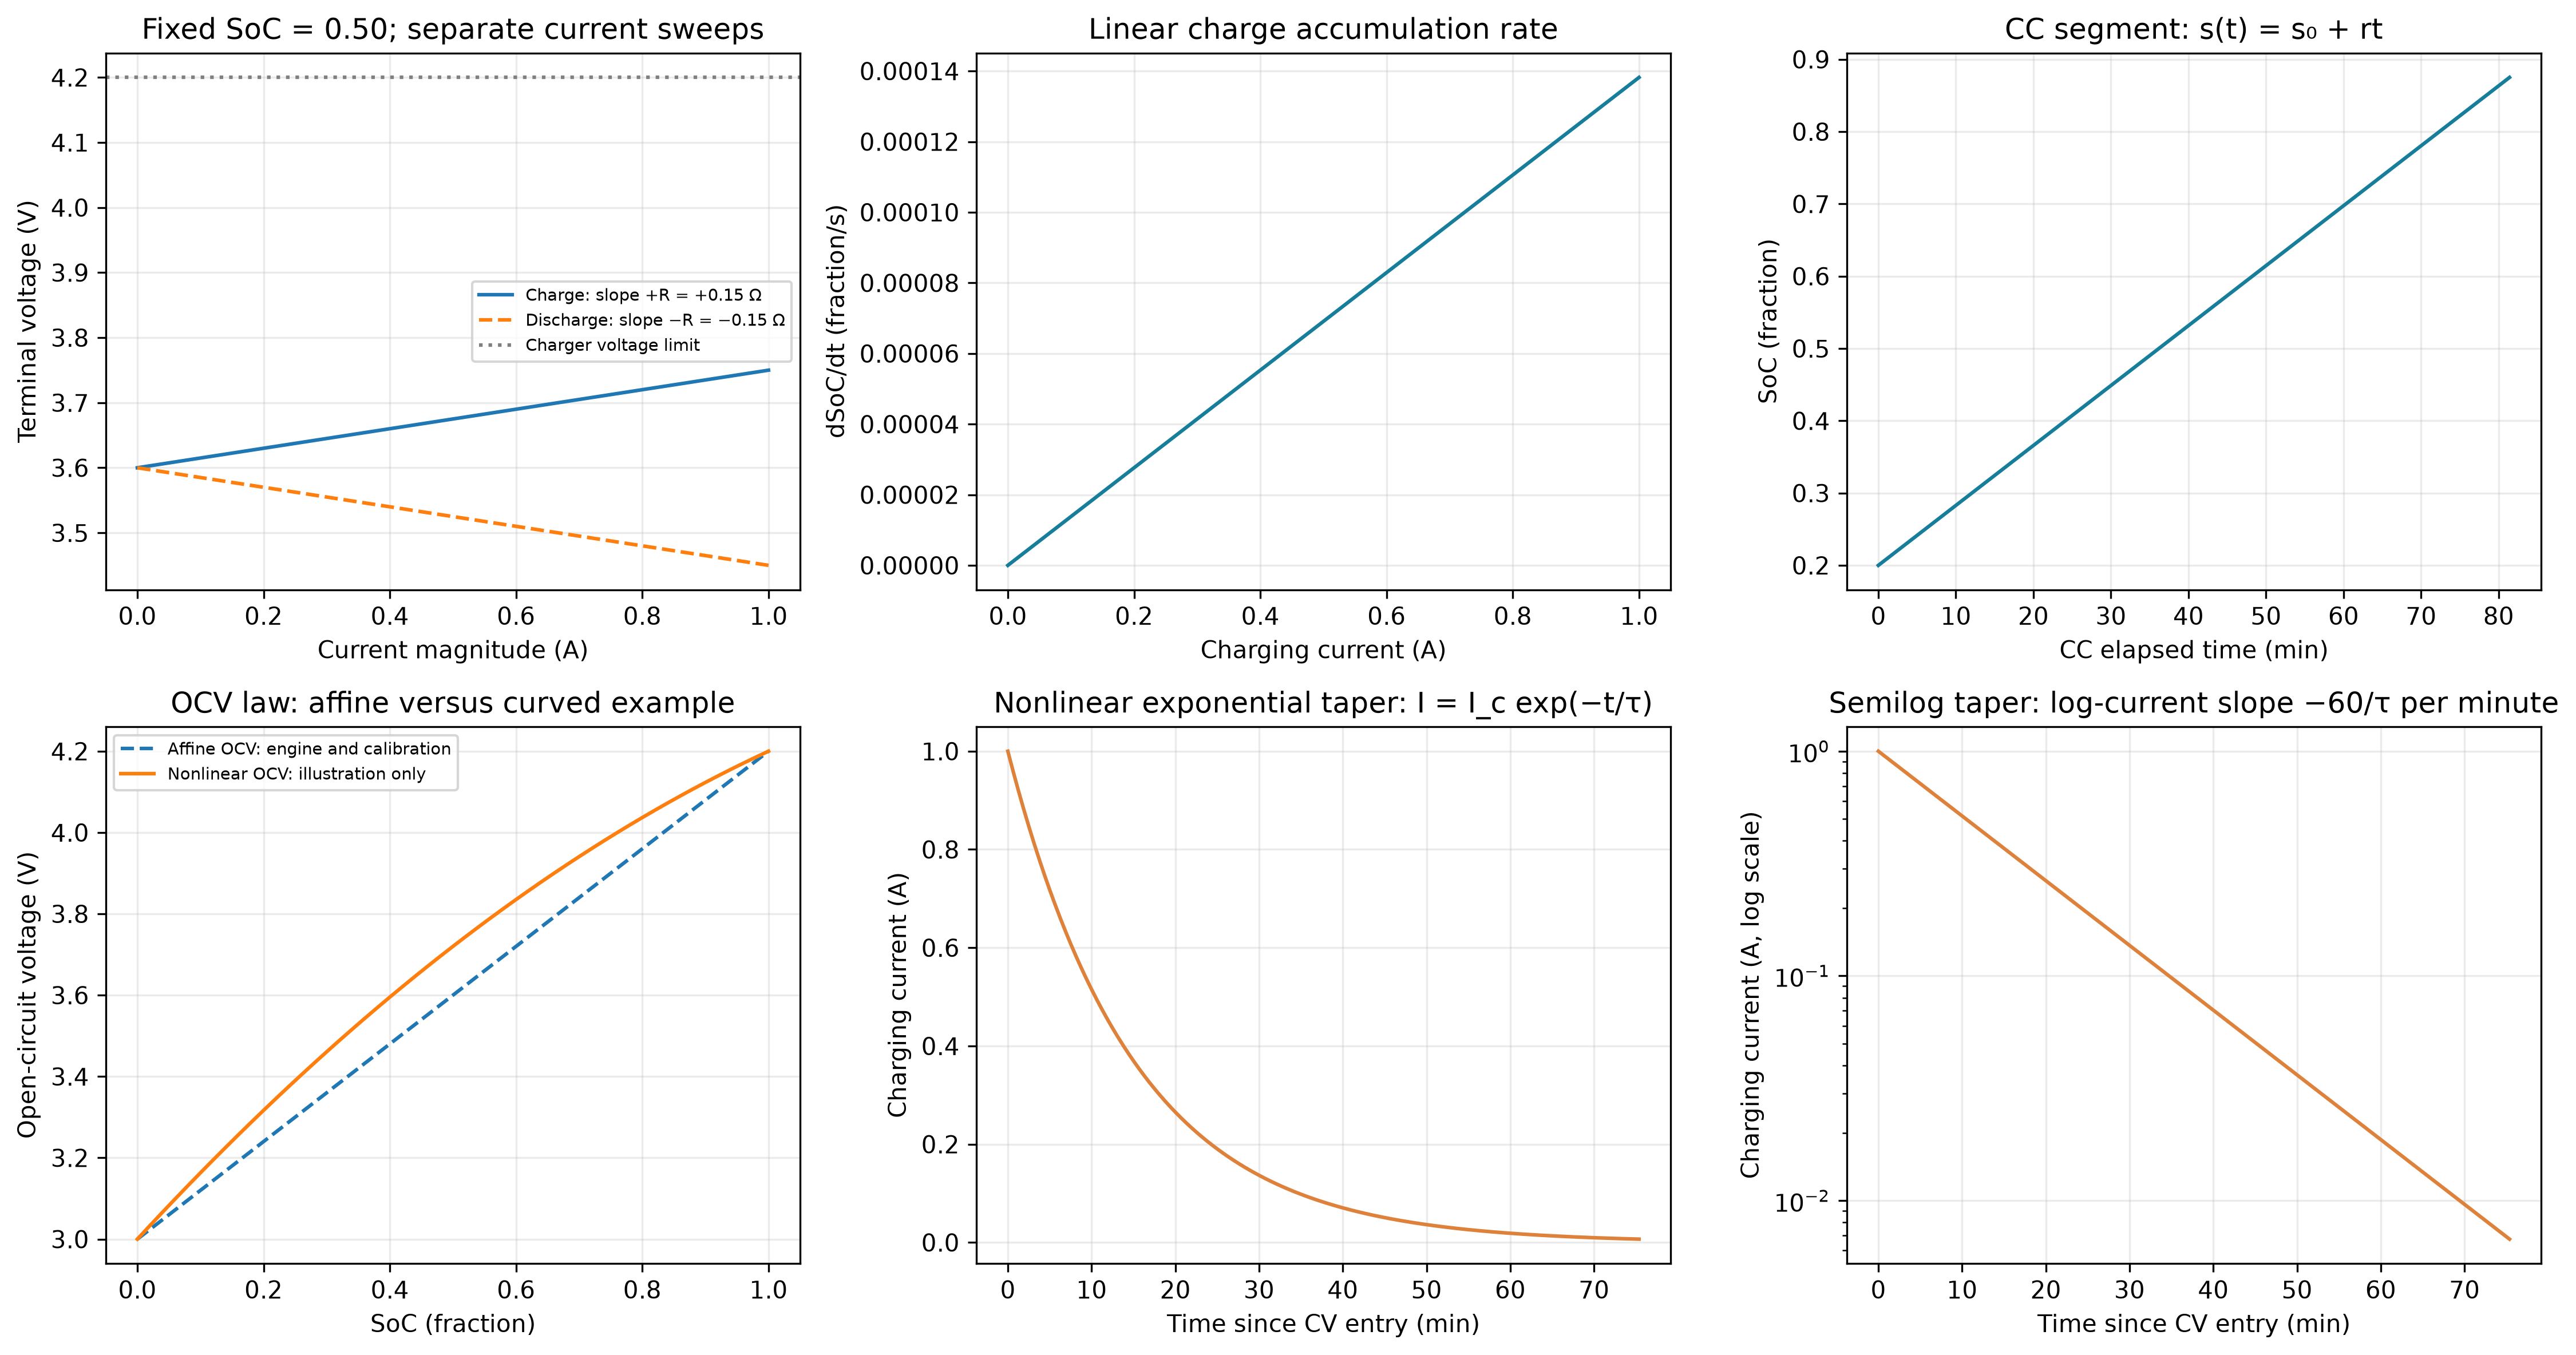 Fixed SoC = 0.50; separate current sweeps
4.2
4.1
4.0
3.9
3.8
3.7
3.6
3.5
Terminal voltage (V)
Charge: slope +R = +0.15 Ω
Discharge: slope −R = −0.15 Ω
Charger voltage limit
0.0 0.2 0.4 0.6 0.8 1.0
Current magnitude (A)
Linear charge accumulation rate
0.00014
0.00012
0.00010
0.00008
0.00006
0.00004
0.00002
0.00000
dSoC/dt (fraction/s)
0.0 0.2 0.4 0.6 0.8 1.0
Charging current (A)
CC segment: s(t) = s₀ + rt
0.9
0.8
0.7
0.6
0.5
0.4
0.3
0.2
SoC (fraction)
0 10 20 30 40 50 60 70 80
CC elapsed time (min)
OCV law: affine versus curved example
4.2
4.0
3.8
3.6
3.4
3.2
3.0
Open-circuit voltage (V)
Affine OCV: engine and calibration
Nonlinear OCV: illustration only
0.0 0.2 0.4 0.6 0.8 1.0
SoC (fraction)
Nonlinear exponential taper: I = I_c exp(−t/τ)
1.0
0.8
0.6
0.4
0.2
0.0
Charging current (A)
0 10 20 30 40 50 60 70
Time since CV entry (min)
Semilog taper: log-current slope −60/τ per minute
10⁰
10⁻¹
10⁻²
Charging current (A, log scale)
0 10 20 30 40 50 60 70
Time since CV entry (min)